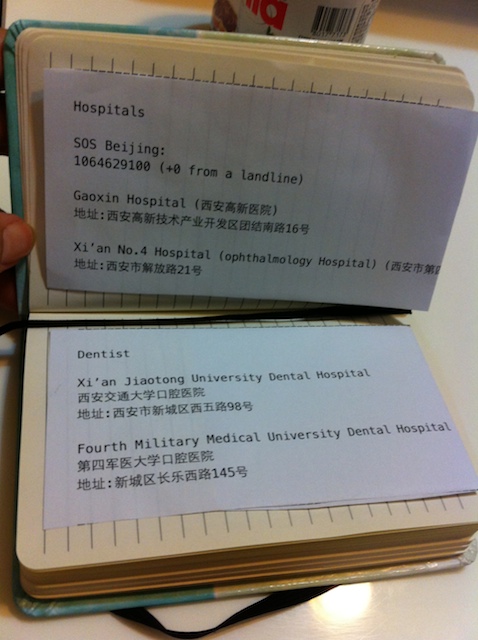 Hospitals
SOS Beijing:
1064629100 (+0 from a landline)
Gaoxin Hospital (西安高新医院)
地址:西安高新技术产业开发区团结南路16号
Xi’an No.4 Hospital (ophthalmology Hospital) (西安市第四
地址:西安市解放路21号
Dentist
Xi’an Jiaotong University Dental Hospital
西安交通大学口腔医院
地址:西安市新城区西五路98号
Fourth Military Medical University Dental Hospital
第四军医大学口腔医院
地址:新城区长乐西路145号